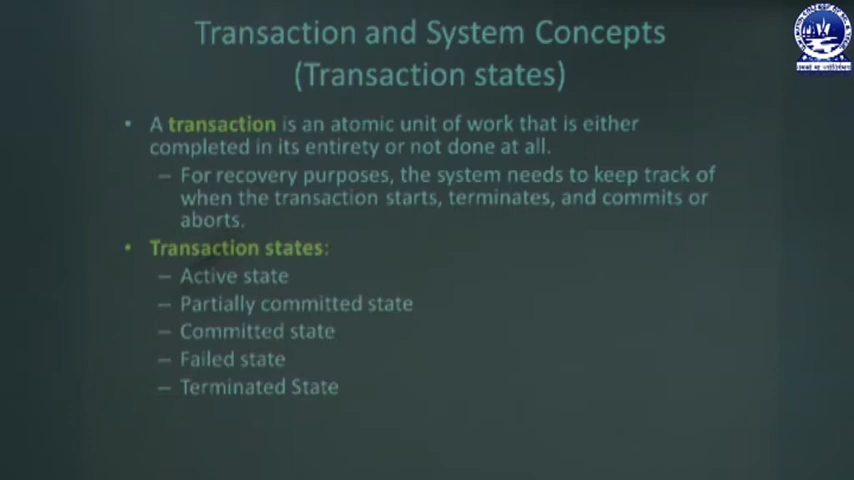 Transaction and System Concepts
(Transaction states)
• A transaction is an atomic unit of work that is either
completed in its entirety or not done at all.
– For recovery purposes, the system needs to keep track of
when the transaction starts, terminates, and commits or
aborts.
• Transaction states:
– Active state
– Partially committed state
– Committed state
– Failed state
– Terminated State